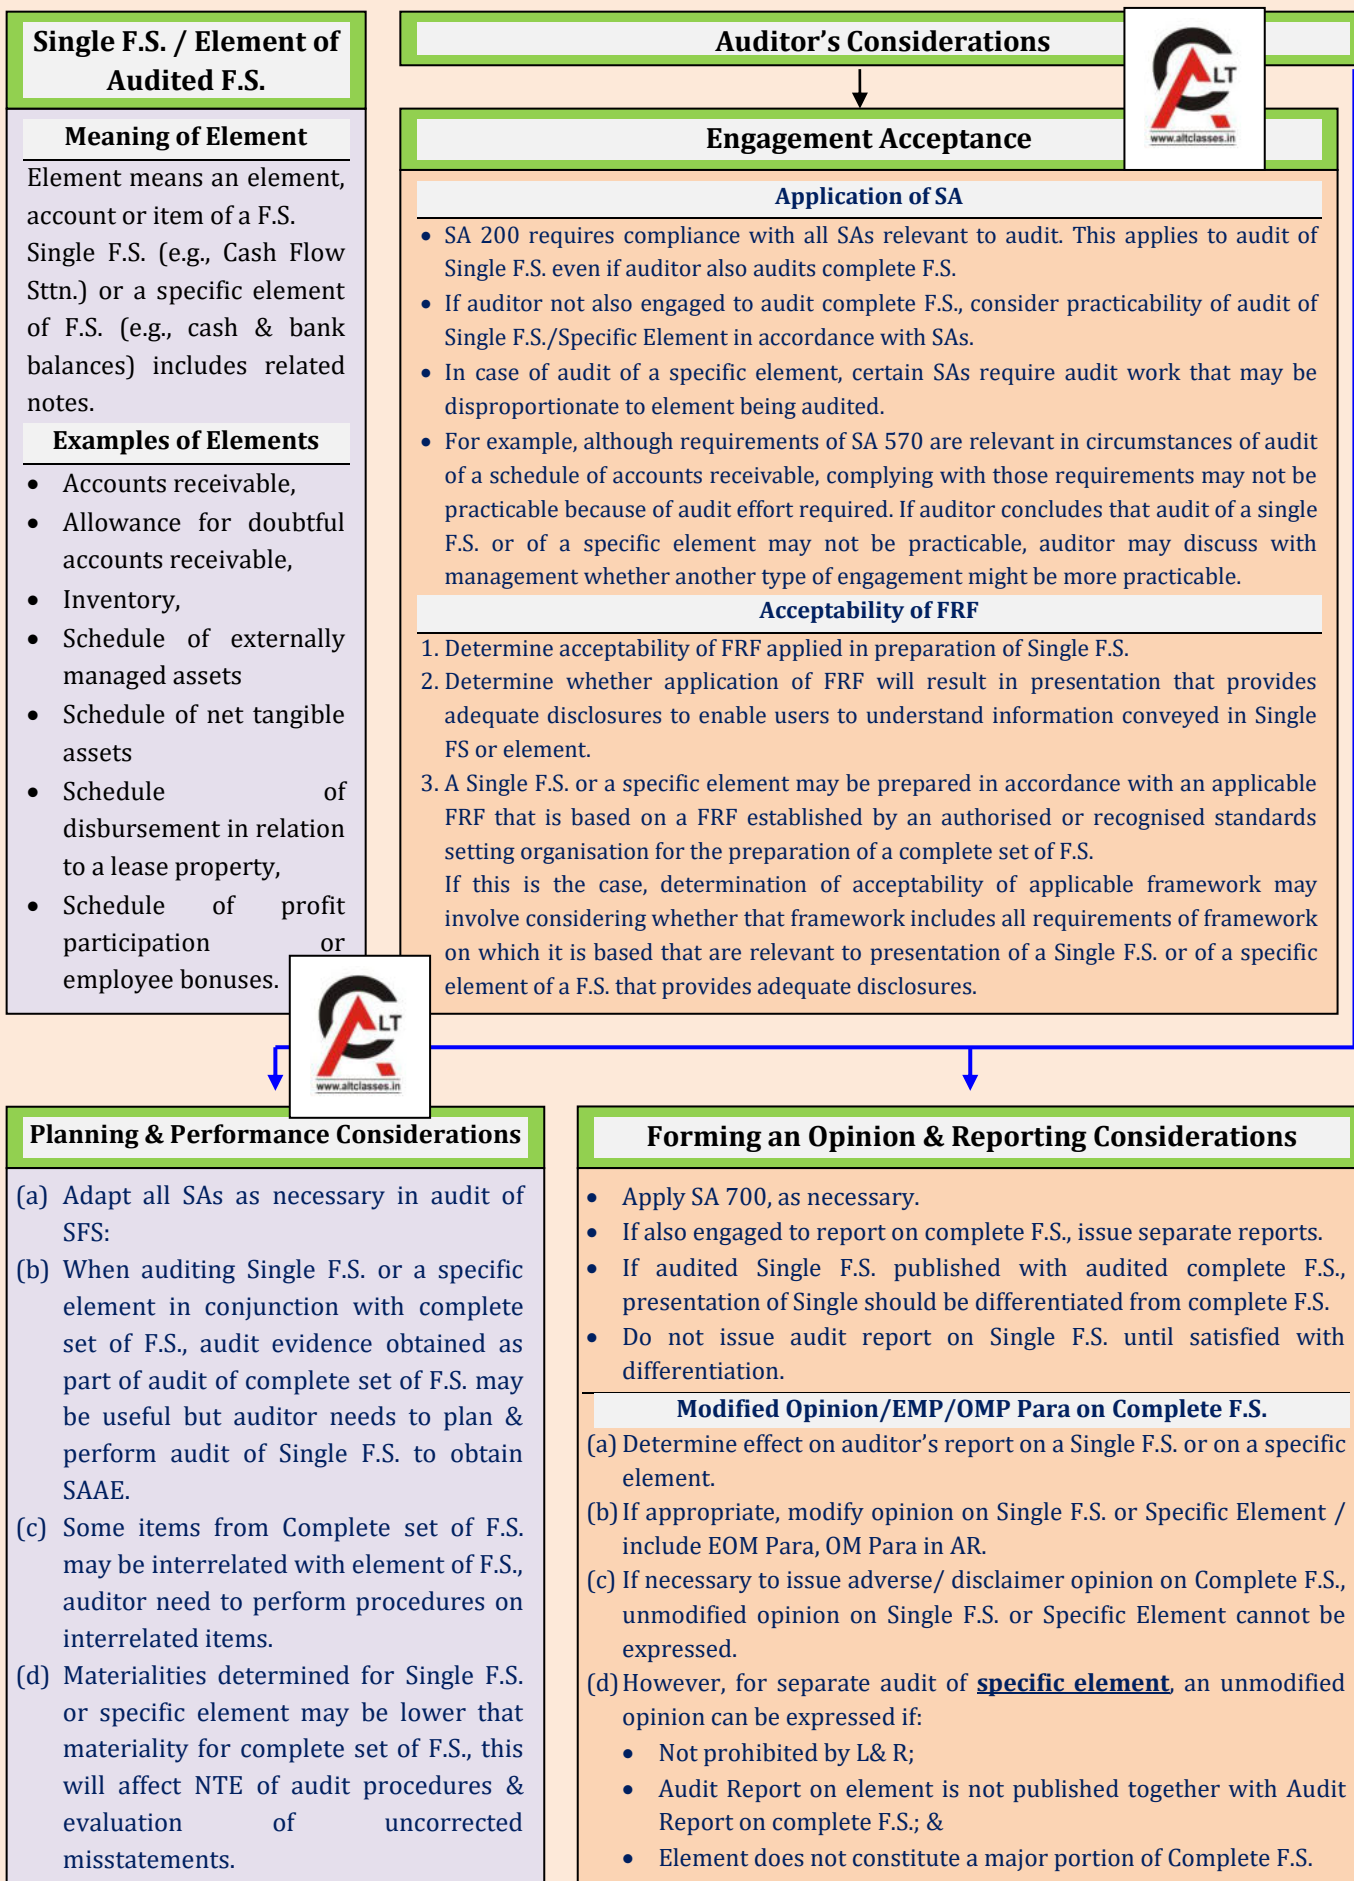 Single F.S. / Element of
Audited F.S.
Meaning of Element
Element means an element,
account or item of a F.S.
Single F.S. (e.g., Cash Flow
Sttn.) or a specific element
of F.S. (e.g., cash & bank
balances) includes related
notes.
Examples of Elements
• Accounts receivable,
• Allowance for doubtful
accounts receivable,
• Inventory,
• Schedule of externally
managed assets
• Schedule of net tangible
assets
• Schedule of
disbursement in relation
to a lease property,
• Schedule of profit
participation or
employee bonuses.
Auditor’s Considerations
ALT
www.altclasses.in
Engagement Acceptance
Application of SA
• SA 200 requires compliance with all SAs relevant to audit. This applies to audit of
Single F.S. even if auditor also audits complete F.S.
• If auditor not also engaged to audit complete F.S., consider practicability of audit of
Single F.S./Specific Element in accordance with SAs.
• In case of audit of a specific element, certain SAs require audit work that may be
disproportionate to element being audited.
• For example, although requirements of SA 570 are relevant in circumstances of audit
of a schedule of accounts receivable, complying with those requirements may not be
practicable because of audit effort required. If auditor concludes that audit of a single
F.S. or of a specific element may not be practicable, auditor may discuss with
management whether another type of engagement might be more practicable.
Acceptability of FRF
1. Determine acceptability of FRF applied in preparation of Single F.S.
2. Determine whether application of FRF will result in presentation that provides
adequate disclosures to enable users to understand information conveyed in Single
FS or element.
3. A Single F.S. or a specific element may be prepared in accordance with an applicable
FRF that is based on a FRF established by an authorised or recognised standards
setting organisation for the preparation of a complete set of F.S.
If this is the case, determination of acceptability of applicable framework may
involve considering whether that framework includes all requirements of framework
on which it is based that are relevant to presentation of a Single F.S. or of a specific
element of a F.S. that provides adequate disclosures.
ALT
www.altclasses.in
Planning & Performance Considerations
(a) Adapt all SAs as necessary in audit of
SFS:
(b) When auditing Single F.S. or a specific
element in conjunction with complete
set of F.S., audit evidence obtained as
part of audit of complete set of F.S. may
be useful but auditor needs to plan &
perform audit of Single F.S. to obtain
SAAE.
(c) Some items from Complete set of F.S.
may be interrelated with element of F.S.,
auditor need to perform procedures on
interrelated items.
(d) Materialities determined for Single F.S.
or specific element may be lower that
materiality for complete set of F.S., this
will affect NTE of audit procedures &
evaluation of uncorrected
misstatements.
Forming an Opinion & Reporting Considerations
• Apply SA 700, as necessary.
• If also engaged to report on complete F.S., issue separate reports.
• If audited Single F.S. published with audited complete F.S.,
presentation of Single should be differentiated from complete F.S.
• Do not issue audit report on Single F.S. until satisfied with
differentiation.
Modified Opinion/EMP/OMP Para on Complete F.S.
(a) Determine effect on auditor’s report on a Single F.S. or on a specific
element.
(b) If appropriate, modify opinion on Single F.S. or Specific Element /
include EOM Para, OM Para in AR.
(c) If necessary to issue adverse/ disclaimer opinion on Complete F.S.,
unmodified opinion on Single F.S. or Specific Element cannot be
expressed.
(d) However, for separate audit of specific element, an unmodified
opinion can be expressed if:
• Not prohibited by L& R;
• Audit Report on element is not published together with Audit
Report on complete F.S.; &
• Element does not constitute a major portion of Complete F.S.